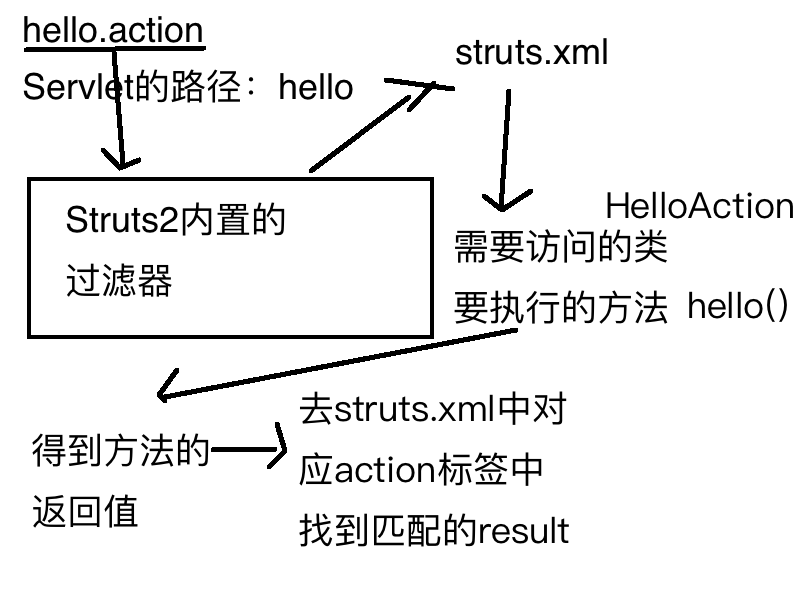 hello.action
Servlet的路径：hello
struts.xml
Struts2内置的
过滤器
HelloAction
需要访问的类
要执行的方法 hello()
得到方法的
返回值
去struts.xml中对
应action标签中
找到匹配的result